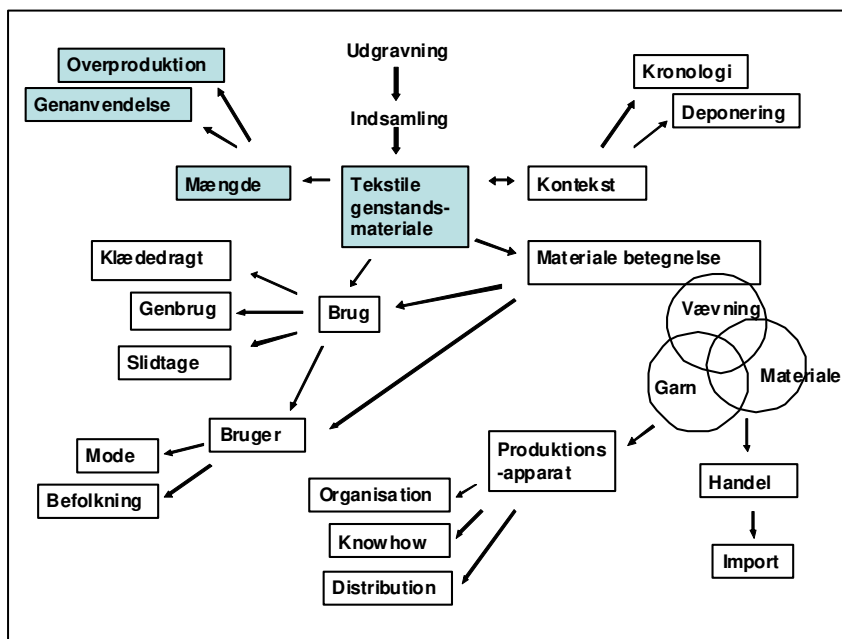 Udgravning
Overproduktion
Kronologi
Genanvendelse
Indsamling
Deponering
Mængde
Tekstile
genstands-
materiale
Kontekst
Klædedragt
Materiale betegnelse
Genbrug
Brug
Vævning
Slidtage
Garn
Materiale
Bruger
Mode
Produktions
-apparat
Befolkning
Organisation
Handel
Knowhow
Import
Distribution